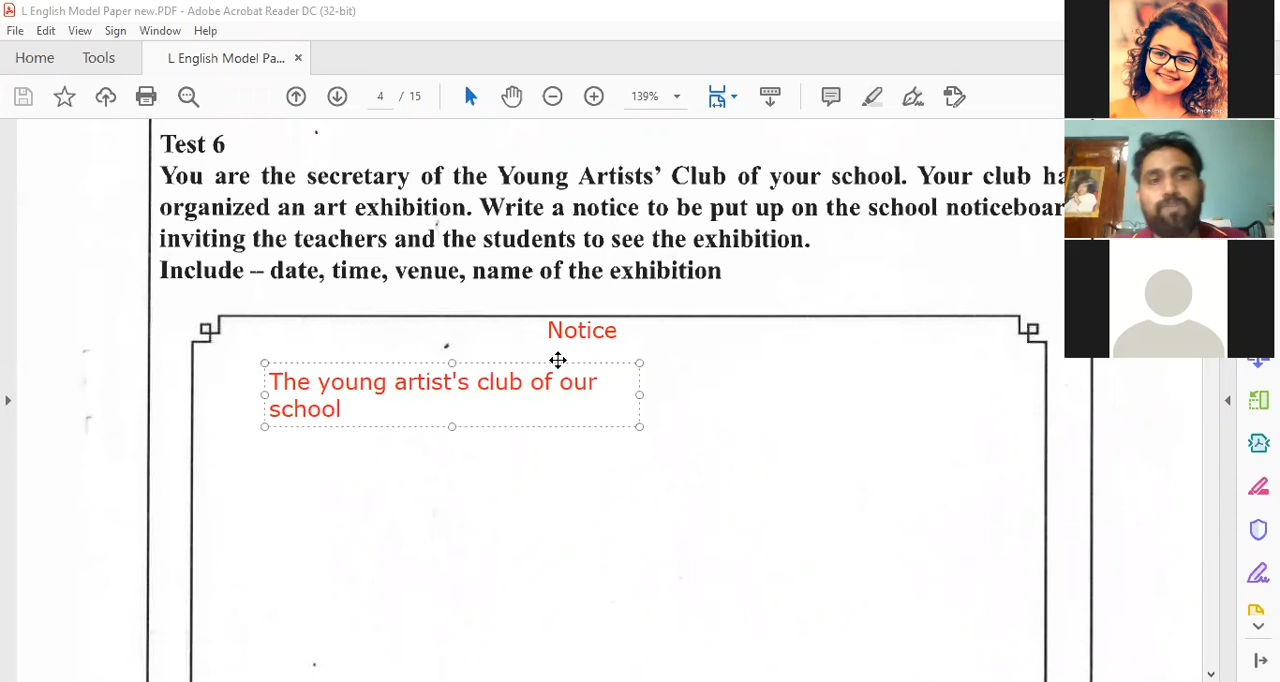 L English Model Paper new.PDF - Adobe Acrobat Reader DC (32-bit)
File Edit View Sign Window Help
Home Tools L English Model Pa... ×
4 / 15 139%
Test 6
You are the secretary of the Young Artists' Club of your school. Your club
organized an art exhibition. Write a notice to be put up on the school
inviting the teachers and the students to see the exhibition.
Include – date, time, venue, name of the exhibition
Notice
The young artist's club of our
school